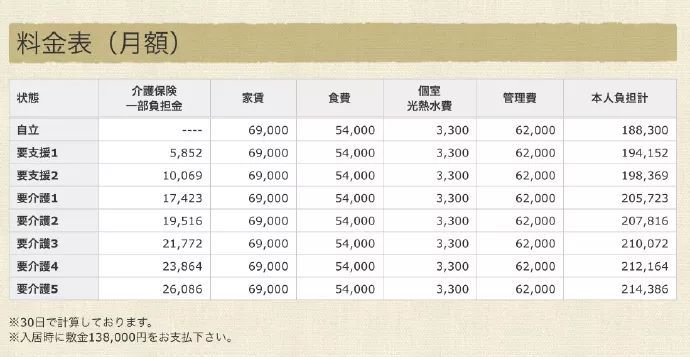 料金表（月額）
状態 介護保険 一部負担金 家賃 食費 個室 光熱水費 管理費 本人負担計
自立 ---- 69,000 54,000 3,300 62,000 188,300
要支援1 5,852 69,000 54,000 3,300 62,000 194,152
要支援2 10,069 69,000 54,000 3,300 62,000 198,369
要介護1 17,423 69,000 54,000 3,300 62,000 205,723
要介護2 19,516 69,000 54,000 3,300 62,000 207,816
要介護3 21,772 69,000 54,000 3,300 62,000 210,072
要介護4 23,864 69,000 54,000 3,300 62,000 212,164
要介護5 26,086 69,000 54,000 3,300 62,000 214,386
※30日で計算しております。
※入居時に敷金138,000円をお支払下さい。